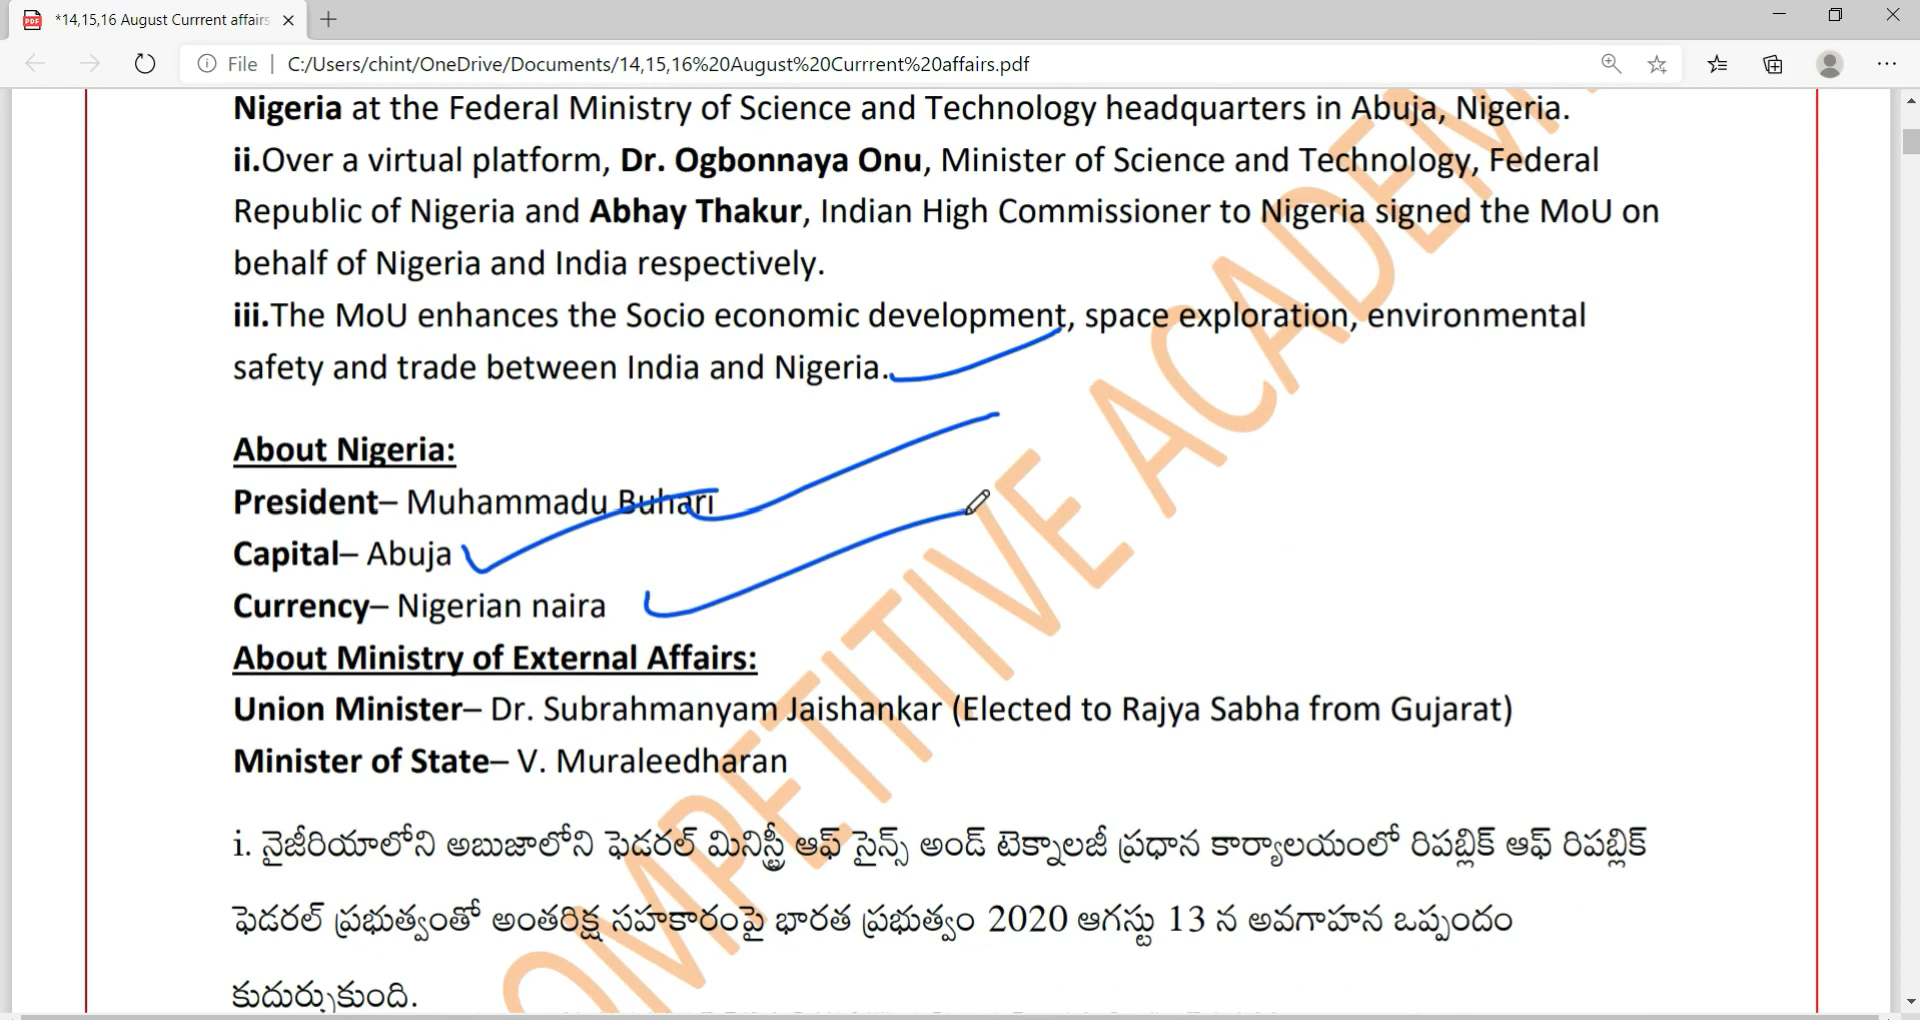 *14,15,16 August Currrent affairs
File | C:/Users/chint/OneDrive/Documents/14,15,16%20August%20Currrent%20affairs.pdf
Nigeria at the Federal Ministry of Science and Technology headquarters in Abuja, Nigeria.
ii.Over a virtual platform, Dr. Ogbonnaya Onu, Minister of Science and Technology, Federal
Republic of Nigeria and Abhay Thakur, Indian High Commissioner to Nigeria signed the MoU on
behalf of Nigeria and India respectively.
iii.The MoU enhances the Socio economic development, space exploration, environmental
safety and trade between India and Nigeria.
About Nigeria:
President– Muhammadu Buhari
Capital– Abuja
Currency– Nigerian naira
About Ministry of External Affairs:
Union Minister– Dr. Subrahmanyam Jaishankar (Elected to Rajya Sabha from Gujarat)
Minister of State– V. Muraleedharan
i. నైజీరియాలోని అబుజాలోని ఫెడరల్ మినిస్ట్రీ ఆఫ్ సైన్స్ అండ్ టెక్నాలజీ ప్రధాన కార్యాలయంలో రిపబ్లిక్ ఆఫ్ రిపబ్లిక్
ఫెడరల్ ప్రభుత్వంతో అంతరిక్ష సహకారంపై భారత ప్రభుత్వం 2020 ఆగస్టు 13 న అవగాహన ఒప్పందం
కుదుర్చుకుంది.
OMPETITIVE ACADEM